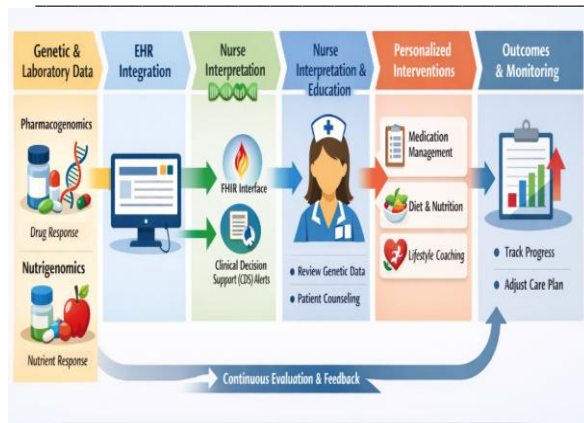 Genetic &
Laboratory Data
EHR
Integration
Nurse
Interpretation
Nurse
Interpretation &
Education
Personalized
Interventions
Outcomes
& Monitoring
Pharmacogenomics
Drug Response
Nutrigenomics
Nutrient Response
FHIR Interface
Clinical Decision
Support (CDS) Alerts
• Review Genetic Data
• Patient Counseling
Medication
Management
Diet & Nutrition
Lifestyle Coaching
• Track Progress
• Adjust Care Plan
Continuous Evaluation & Feedback